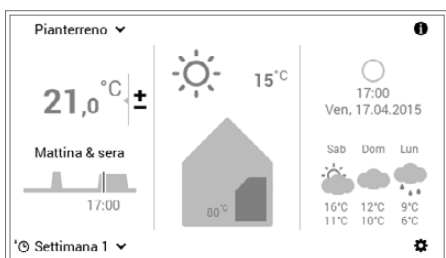 Pianterreno
21,0°C ±
Mattina & sera
17:00
Settimana 1
15°C
80°C
17:00
Ven, 17.04.2015
Sab Dom Lun
16°C 12°C 9°C
11°C 10°C 6°C